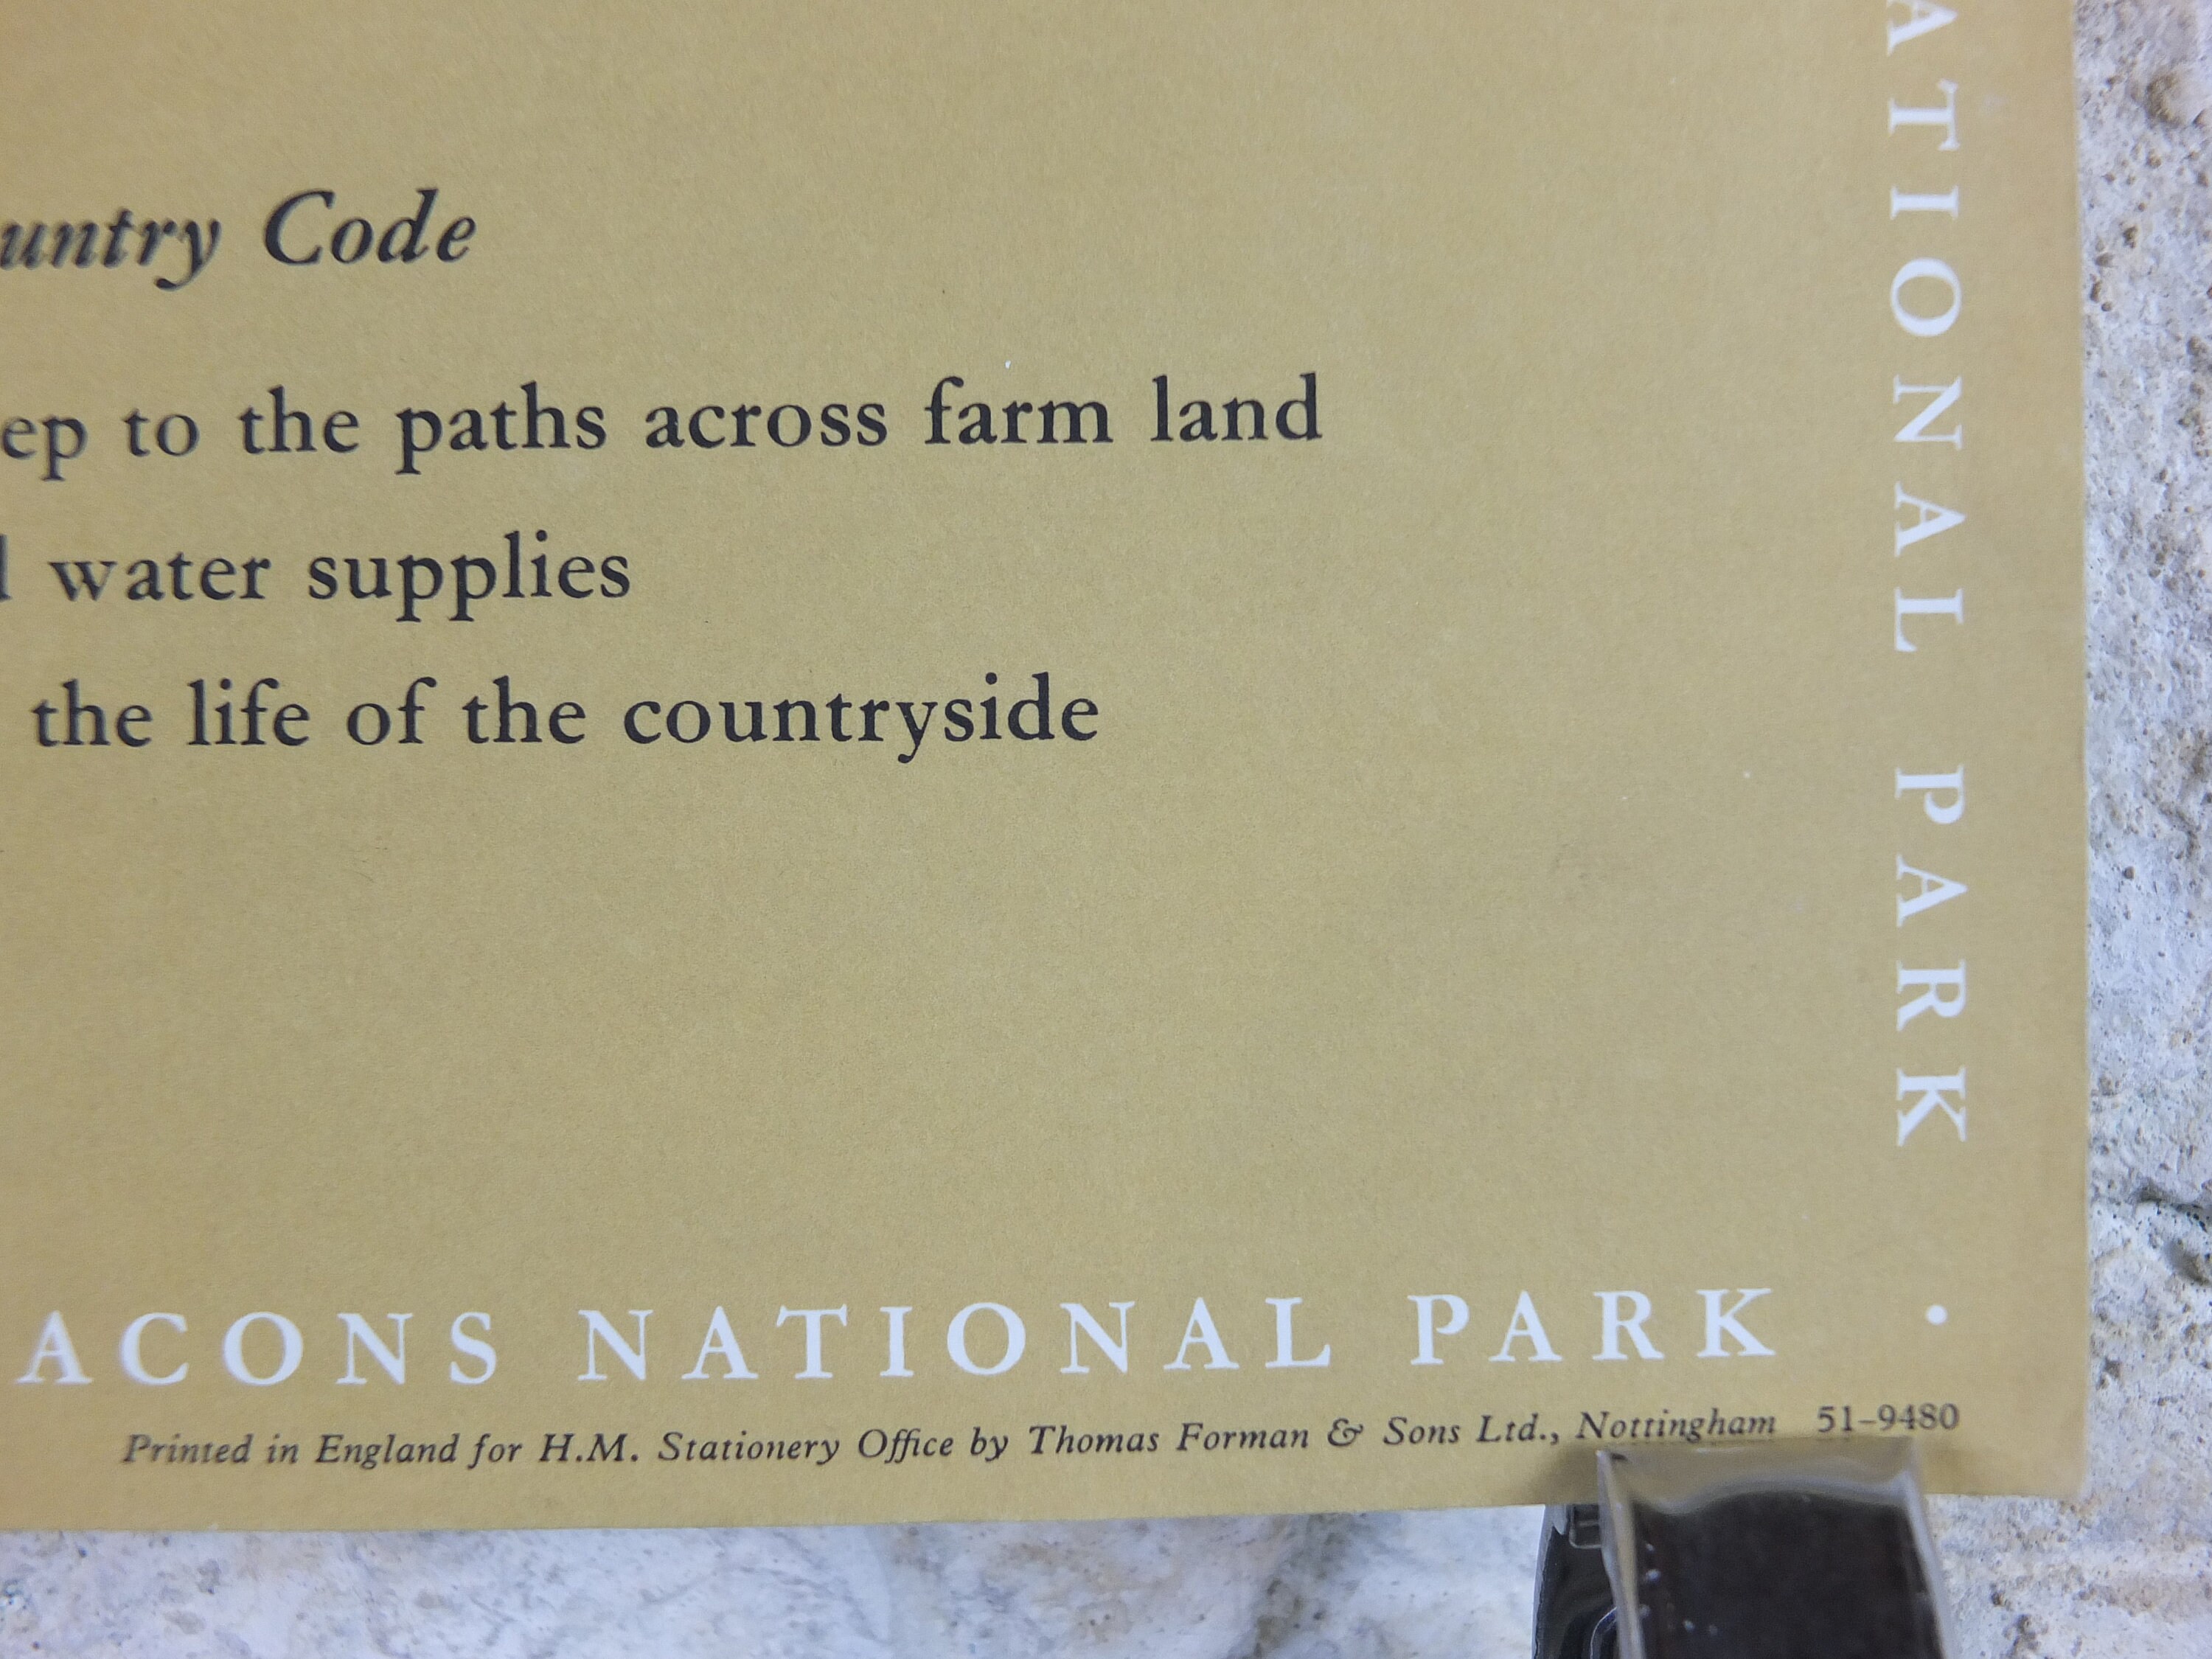 untry Code
ep to the paths across farm land
water supplies
the life of the countryside
ATIONAL PARK ·
ACONS NATIONAL PARK
Printed in England for H.M. Stationery Office by Thomas Forman & Sons Ltd., Nottingham 51-9480